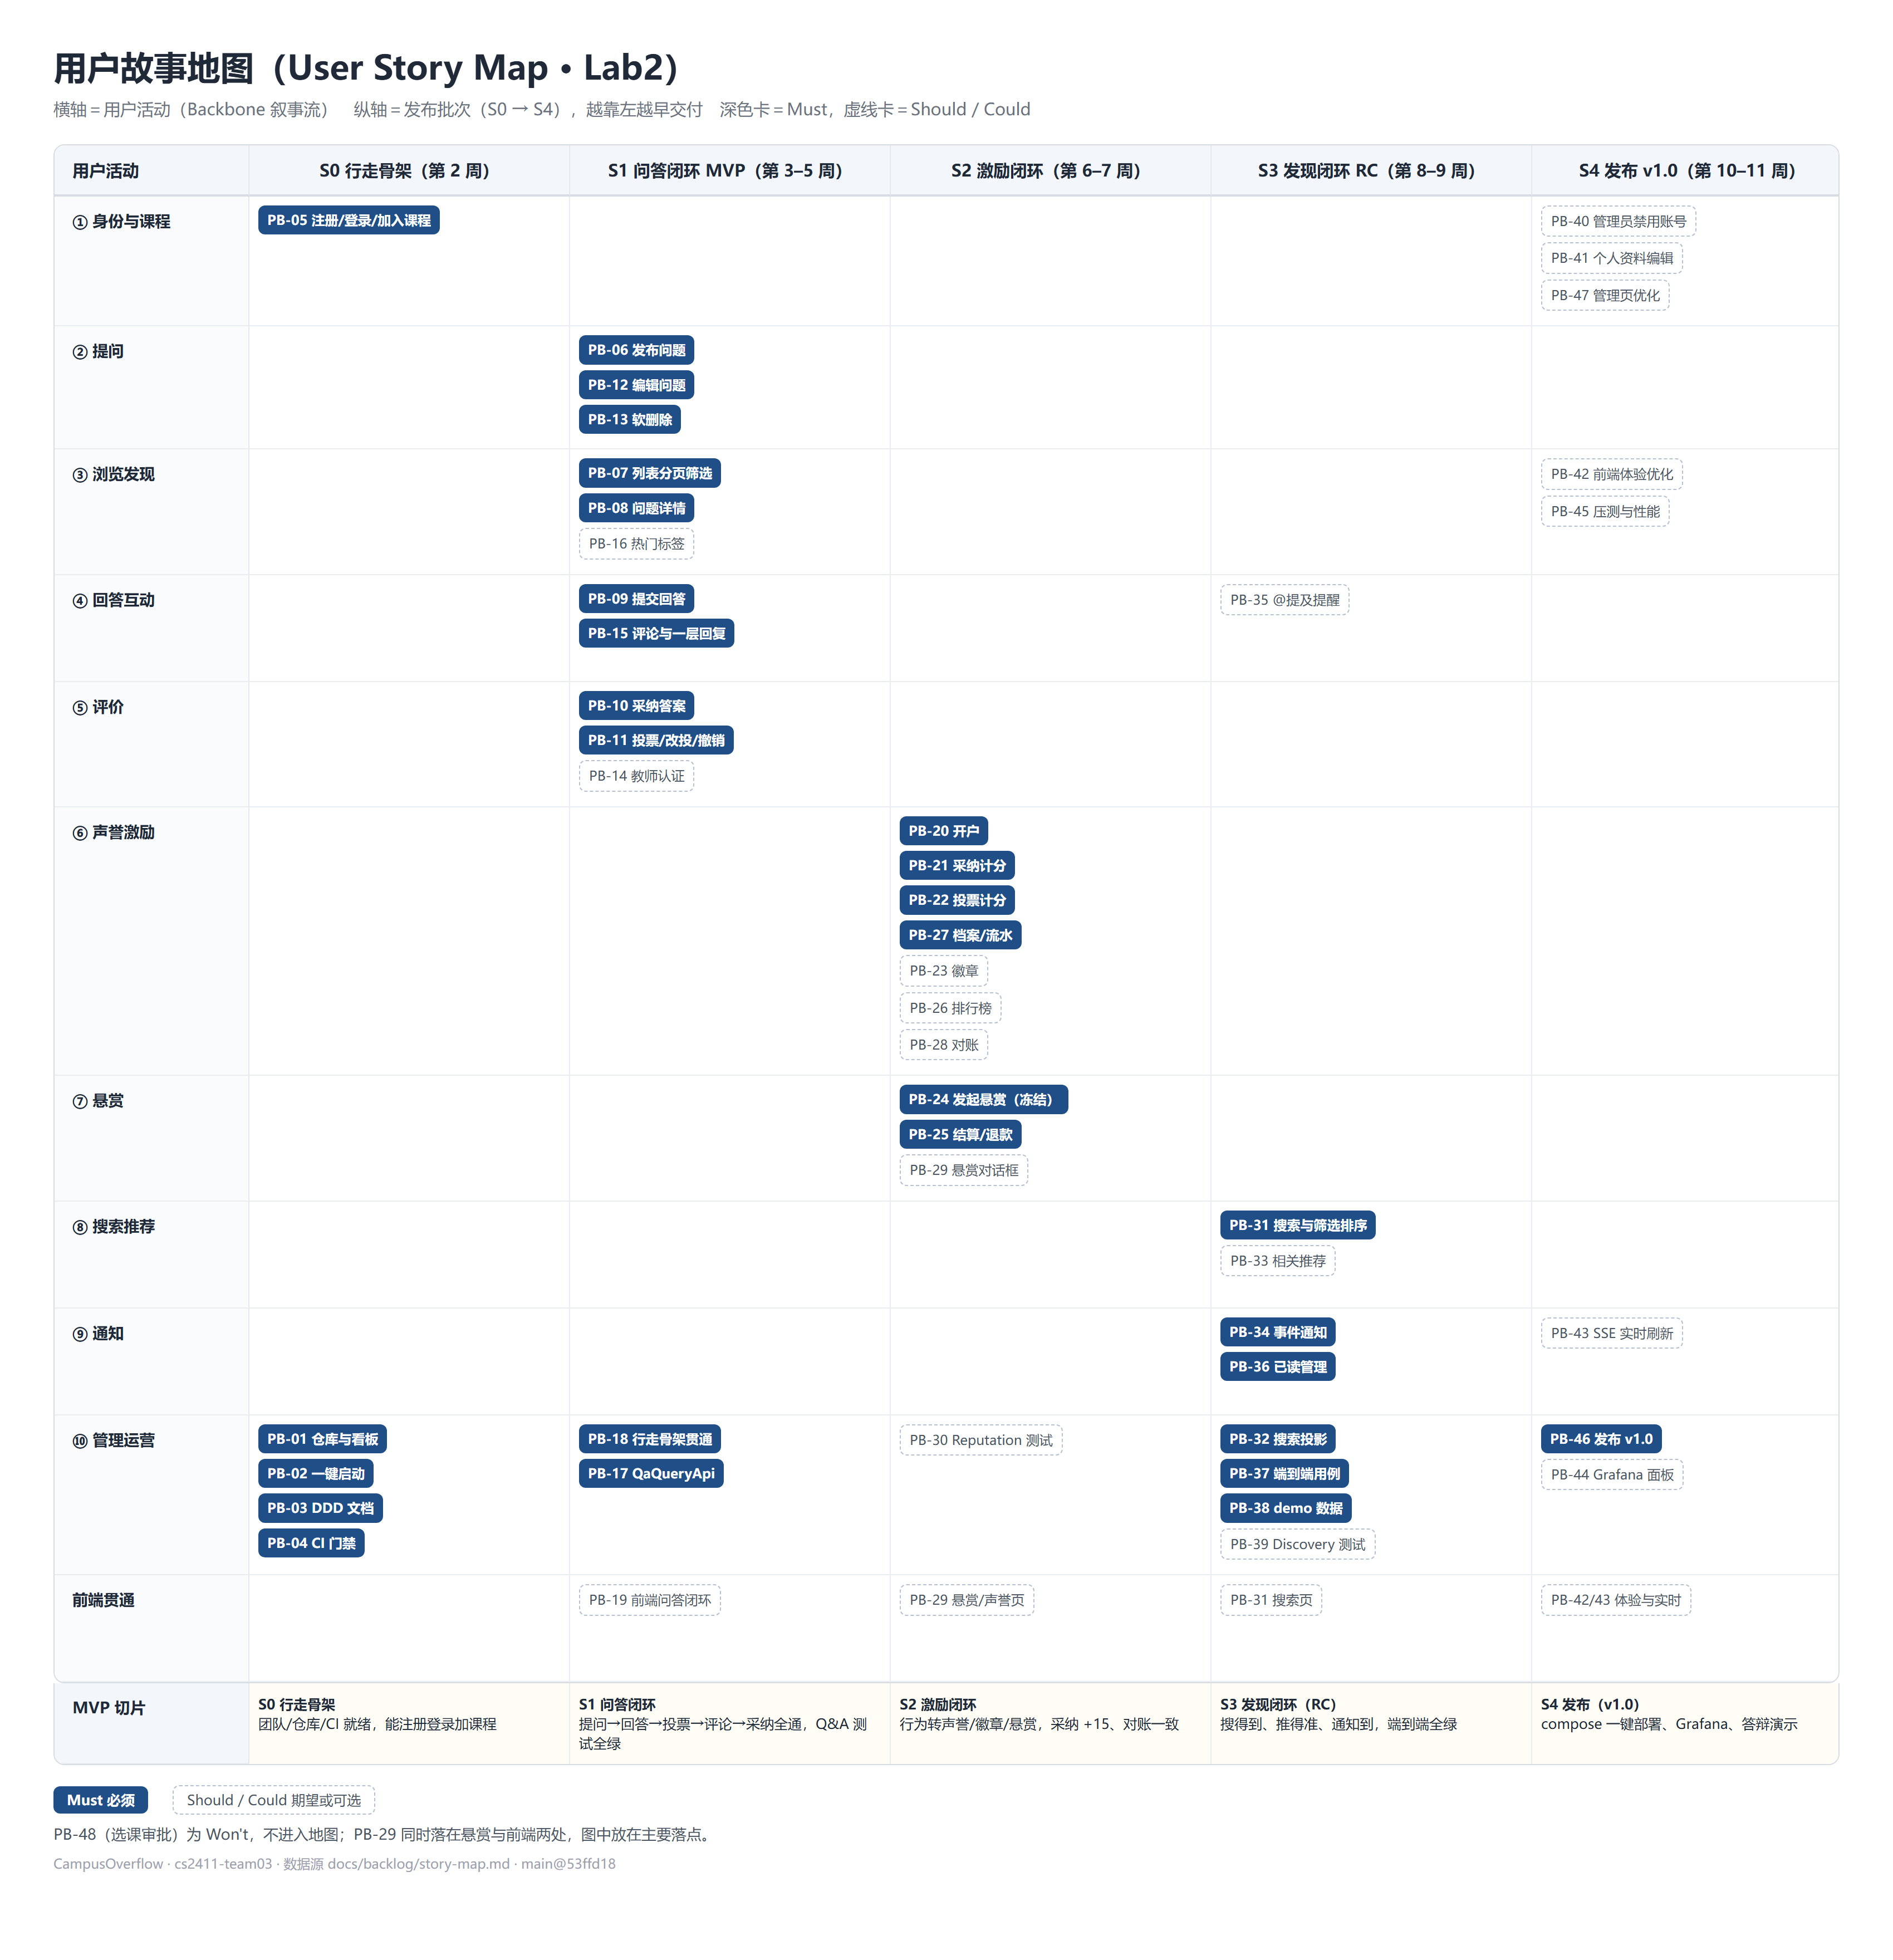 用户故事地图（User Story Map • Lab2）
横轴＝用户活动（Backbone 叙事流） 纵轴＝发布批次（S0 → S4），越靠左越早交付 深色卡＝Must，虚线卡＝Should / Could
用户活动 S0 行走骨架（第 2 周） S1 问答闭环 MVP（第 3–5 周） S2 激励闭环（第 6–7 周） S3 发现闭环 RC（第 8–9 周） S4 发布 v1.0（第 10–11 周）
① 身份与课程
PB-05 注册/登录/加入课程
PB-40 管理员禁用账号
PB-41 个人资料编辑
PB-47 管理页优化
② 提问
PB-06 发布问题
PB-12 编辑问题
PB-13 软删除
③ 浏览发现
PB-07 列表分页筛选
PB-08 问题详情
PB-16 热门标签
PB-42 前端体验优化
PB-45 压测与性能
④ 回答互动
PB-09 提交回答
PB-15 评论与一层回复
PB-35 @提及提醒
⑤ 评价
PB-10 采纳答案
PB-11 投票/改投/撤销
PB-14 教师认证
⑥ 声誉激励
PB-20 开户
PB-21 采纳计分
PB-22 投票计分
PB-27 档案/流水
PB-23 徽章
PB-26 排行榜
PB-28 对账
⑦ 悬赏
PB-24 发起悬赏（冻结）
PB-25 结算/退款
PB-29 悬赏对话框
⑧ 搜索推荐
PB-31 搜索与筛选排序
PB-33 相关推荐
⑨ 通知
PB-34 事件通知
PB-36 已读管理
PB-43 SSE 实时刷新
⑩ 管理运营
PB-01 仓库与看板
PB-02 一键启动
PB-03 DDD 文档
PB-04 CI 门禁
PB-18 行走骨架贯通
PB-17 QaQueryApi
PB-30 Reputation 测试
PB-32 搜索投影
PB-37 端到端用例
PB-38 demo 数据
PB-39 Discovery 测试
PB-46 发布 v1.0
PB-44 Grafana 面板
前端贯通
PB-19 前端问答闭环
PB-29 悬赏/声誉页
PB-31 搜索页
PB-42/43 体验与实时
MVP 切片
S0 行走骨架
团队/仓库/CI 就绪，能注册登录加课程
S1 问答闭环
提问→回答→投票→评论→采纳全通，Q&A 测
试全绿
S2 激励闭环
行为转声誉/徽章/悬赏，采纳 +15、对账一致
S3 发现闭环（RC）
搜得到、推得准、通知到，端到端全绿
S4 发布（v1.0）
compose 一键部署、Grafana、答辩演示
Must 必须
Should / Could 期望或可选
PB-48（选课审批）为 Won't，不进入地图；PB-29 同时落在悬赏与前端两处，图中放在主要落点。
CampusOverflow · cs2411-team03 · 数据源 docs/backlog/story-map.md · main@53ffd18